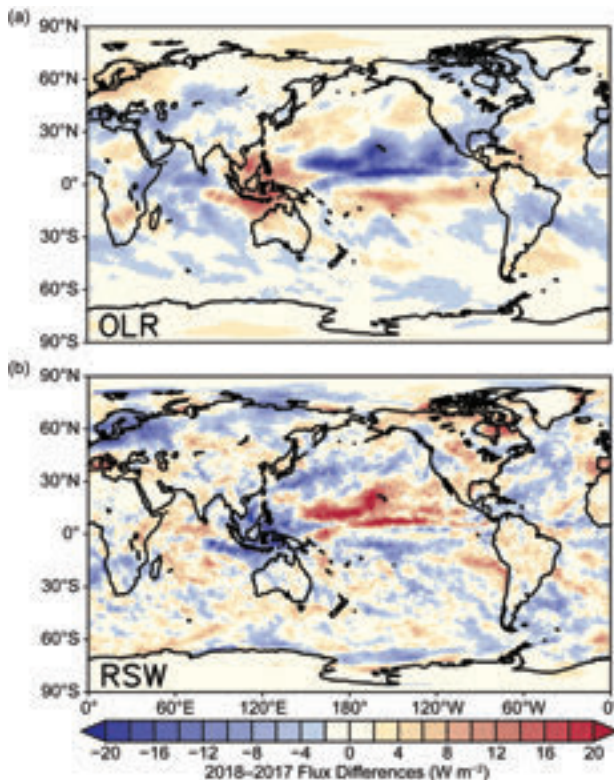 (a)
90°N
60°N
30°N
0°
30°S
60°S
90°S
OLR
(b)
90°N
60°N
30°N
0°
30°S
60°S
90°S
RSW
0° 60°E 120°E 180° 120°W 60°W 0°
−20 −16 −12 −8 −4 0 4 8 12 16 20
2018–2017 Flux Differences (W m⁻²)